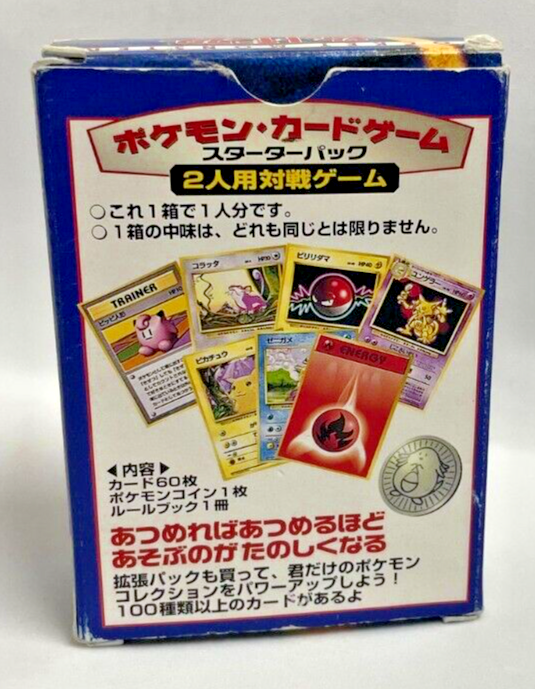 ポケモン・カードゲーム
スターターパック
2人用対戦ゲーム
○これ1箱で1人分です。
○1箱の中味は、どれも同じとは限りません。
TRAINER
ピッピ人形
コラッタ
ビリリダマ
ユンゲラー
ピカチュウ
ゼニガメ
ENERGY
◀内容▶
カード60枚
ポケモンコイン1枚
ルールブック1冊
あつめればあつめるほど
あそぶのがたのしくなる
拡張パックも買って、君だけのポケモン
コレクションをパワーアップしよう!
100種類以上のカードがあるよ